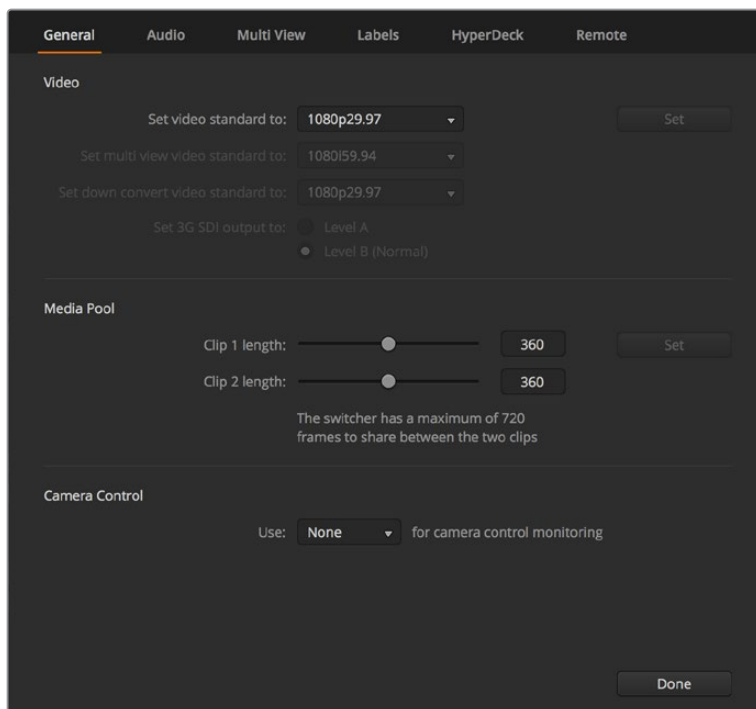 General Audio Multi View Labels HyperDeck Remote
Video
Set video standard to: 1080p29.97 Set
Set multi view video standard to: 1080i59.94
Set down convert video standard to: 1080p29.97
Set 3G SDI output to: Level A
Level B (Normal)
Media Pool
Clip 1 length: 360 Set
Clip 2 length: 360
The switcher has a maximum of 720
frames to share between the two clips
Camera Control
Use: None for camera control monitoring
Done